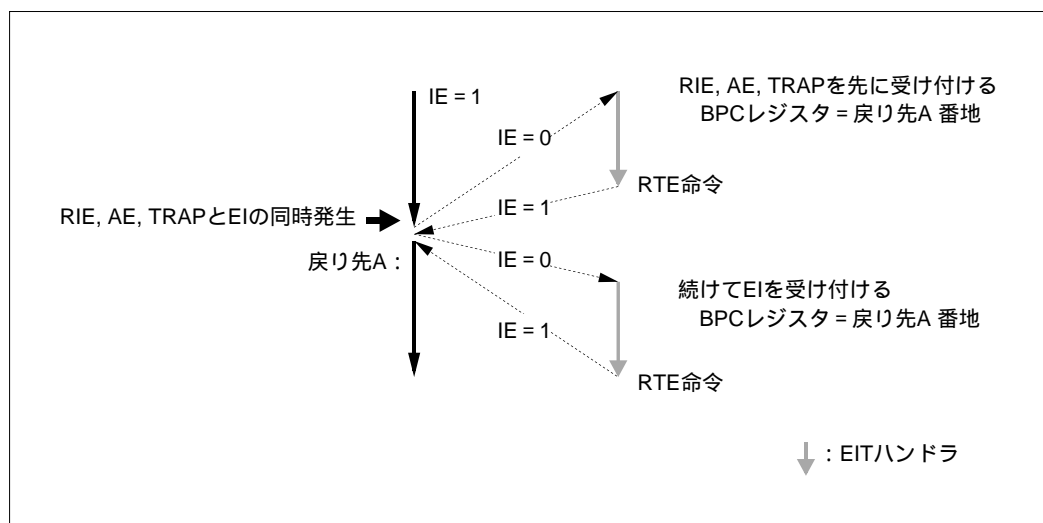 IE = 1
RIE, AE, TRAPを先に受け付ける
BPCレジスタ = 戻り先A 番地
IE = 0
RTE命令
IE = 1
RIE, AE, TRAPとEIの同時発生
戻り先A :
IE = 0
続けてEIを受け付ける
BPCレジスタ = 戻り先A 番地
IE = 1
RTE命令
: EITハンドラ